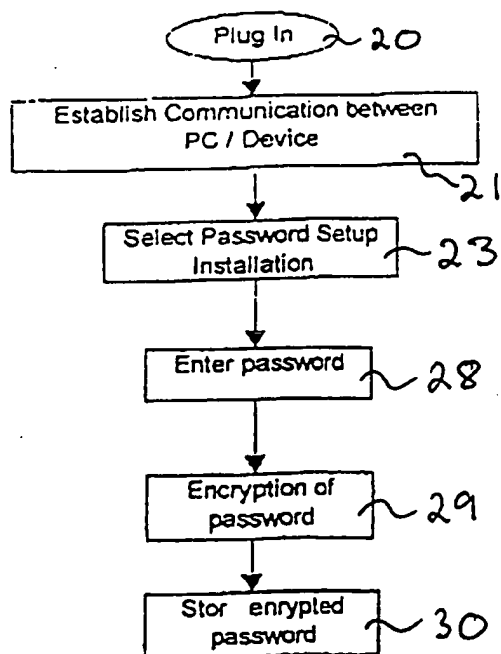 Plug In 20
Establish Communication between
PC / Device
21
Select Password Setup
Installation
23
Enter password
28
Encryption of
password
29
Stor enrypted
password
30